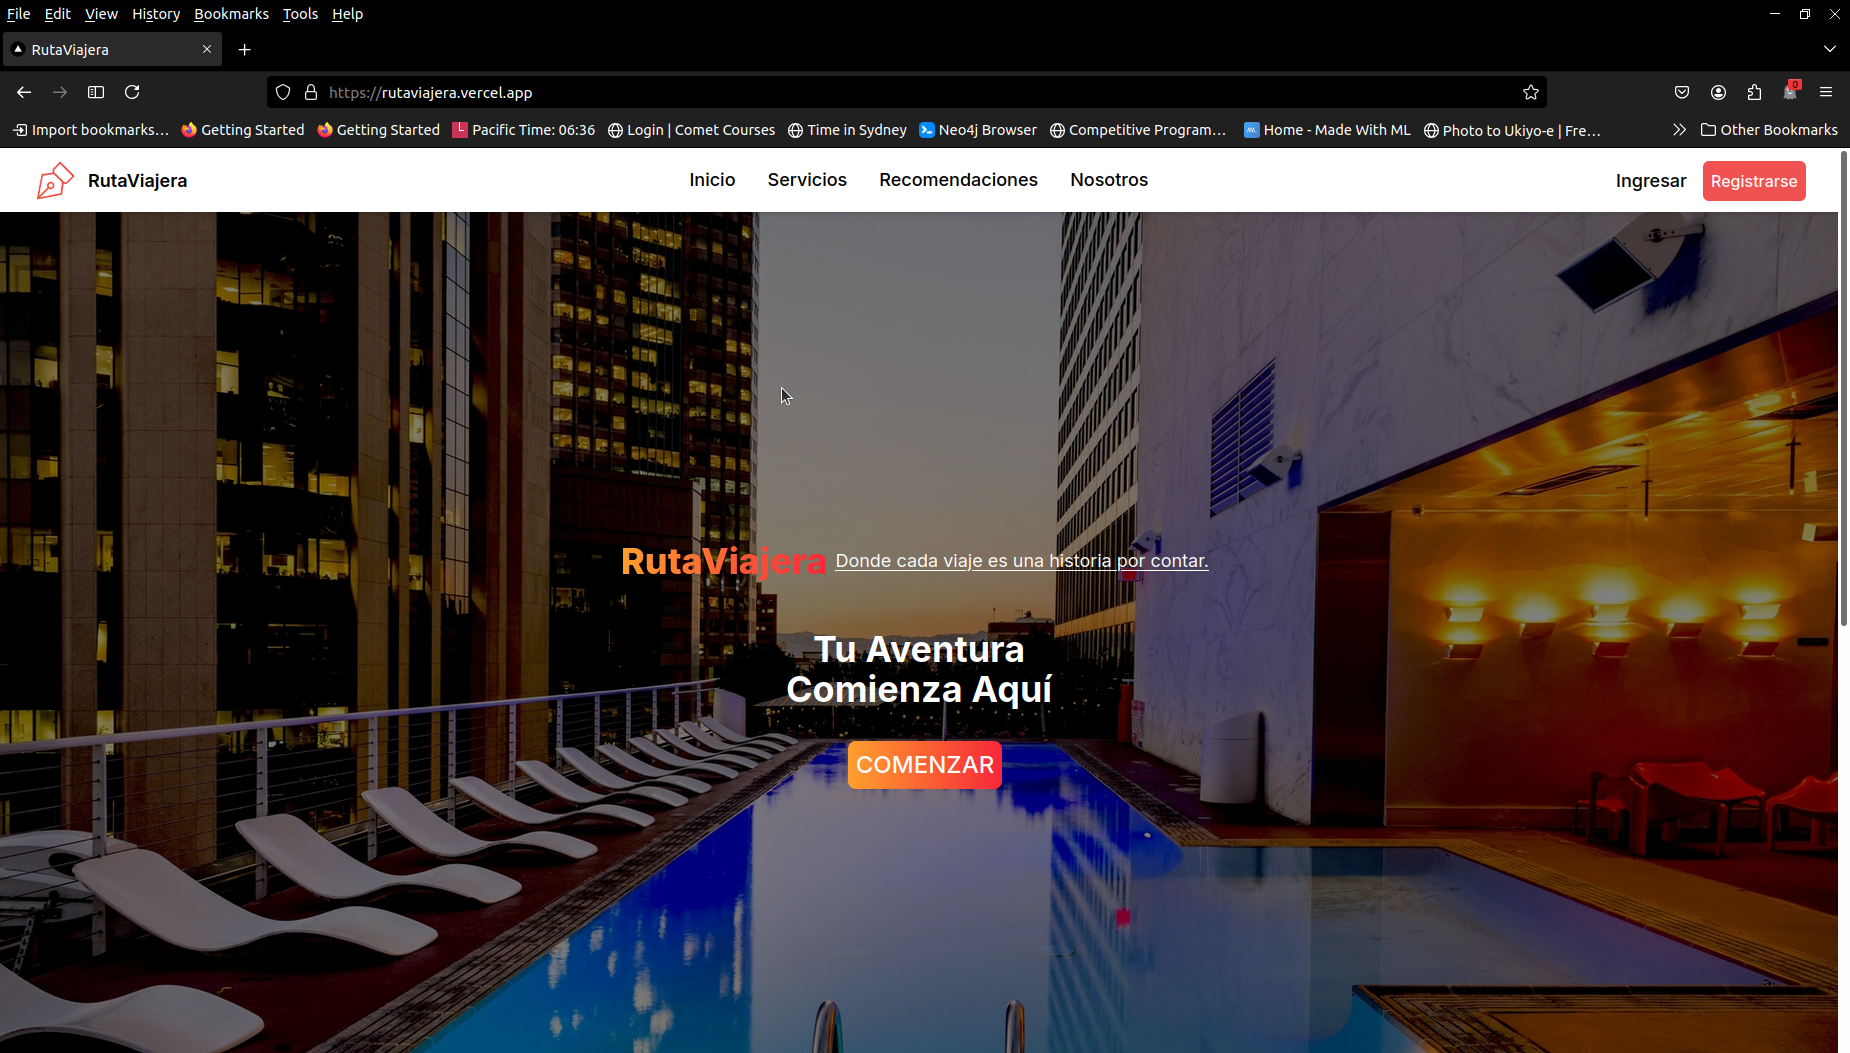 File Edit View History Bookmarks Tools Help
RutaViajera
https://rutaviajera.vercel.app
0
Import bookmarks... Getting Started Getting Started Pacific Time: 06:36 Login | Comet Courses Time in Sydney Neo4j Browser Competitive Program... Home - Made With ML Photo to Ukiyo-e | Fre... Other Bookmarks
RutaViajera Inicio Servicios Recomendaciones Nosotros Ingresar Registrarse
RutaViajera Donde cada viaje es una historia por contar.
Tu Aventura
Comienza Aquí
COMENZAR